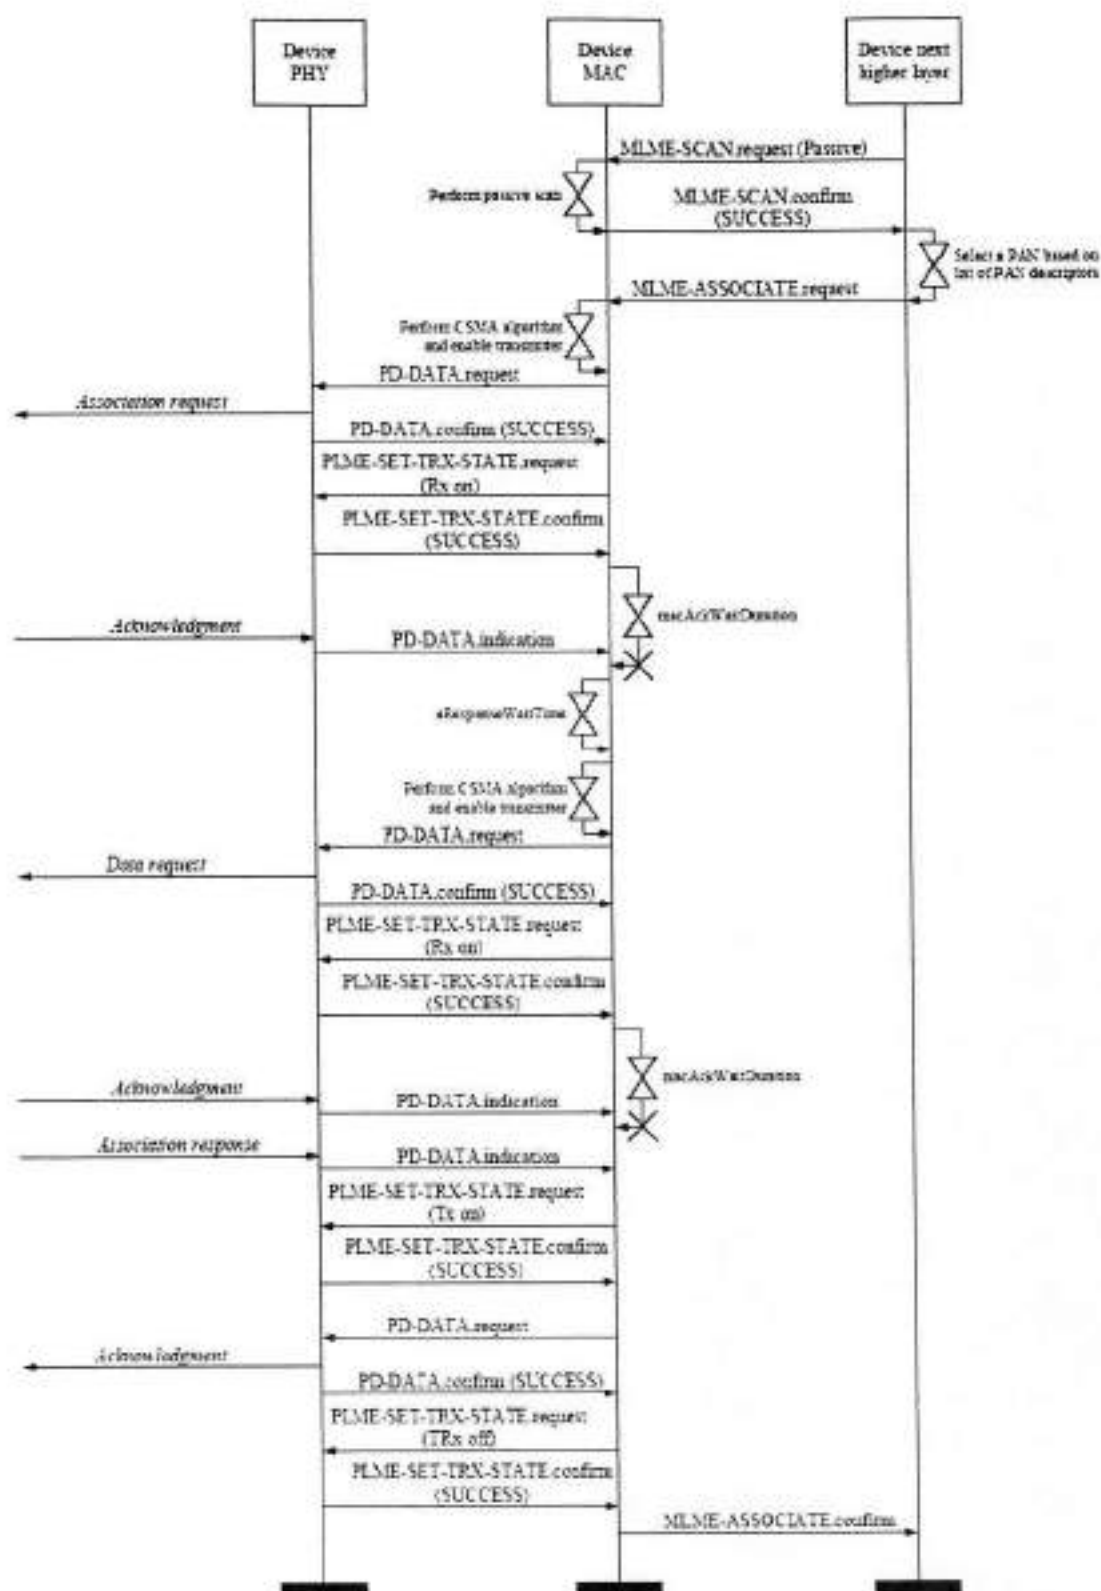 Device
PHY
Device
MAC
Device next
higher layer
MLME-SCAN.request (Passive)
Perform passive scan
MLME-SCAN.confirm
(SUCCESS)
Select a PAN based on
list of PAN descriptors
MLME-ASSOCIATE.request
Perform CSMA algorithm
and enable transmitter
PD-DATA.request
Association request
PD-DATA.confirm (SUCCESS)
PLME-SET-TRX-STATE.request
(Rx on)
PLME-SET-TRX-STATE.confirm
(SUCCESS)
macAckWaitDuration
Acknowledgment
PD-DATA.indication
aResponseWaitTime
Perform CSMA algorithm
and enable transmitter
PD-DATA.request
Data request
PD-DATA.confirm (SUCCESS)
PLME-SET-TRX-STATE.request
(Rx on)
PLME-SET-TRX-STATE.confirm
(SUCCESS)
macAckWaitDuration
Acknowledgment
PD-DATA.indication
Association response
PD-DATA.indication
PLME-SET-TRX-STATE.request
(Tx on)
PLME-SET-TRX-STATE.confirm
(SUCCESS)
PD-DATA.request
Acknowledgment
PD-DATA.confirm (SUCCESS)
PLME-SET-TRX-STATE.request
(TRx off)
PLME-SET-TRX-STATE.confirm
(SUCCESS)
MLME-ASSOCIATE.confirm